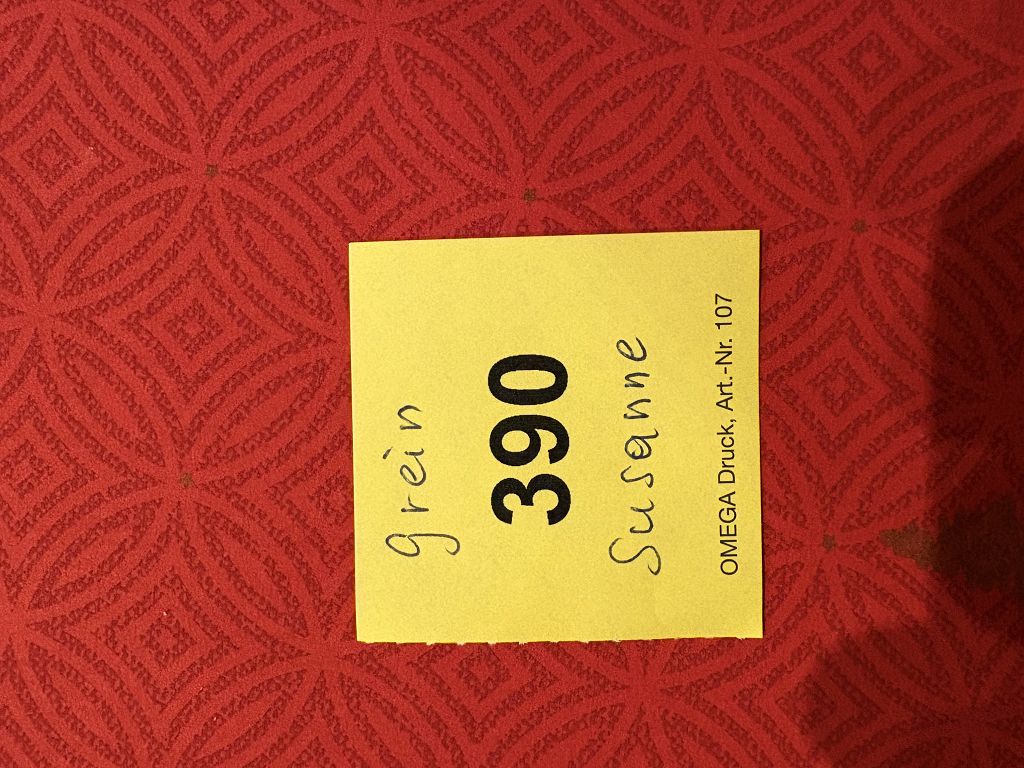 Grein
390
Susanne
OMEGA Druck, Art.-Nr. 107